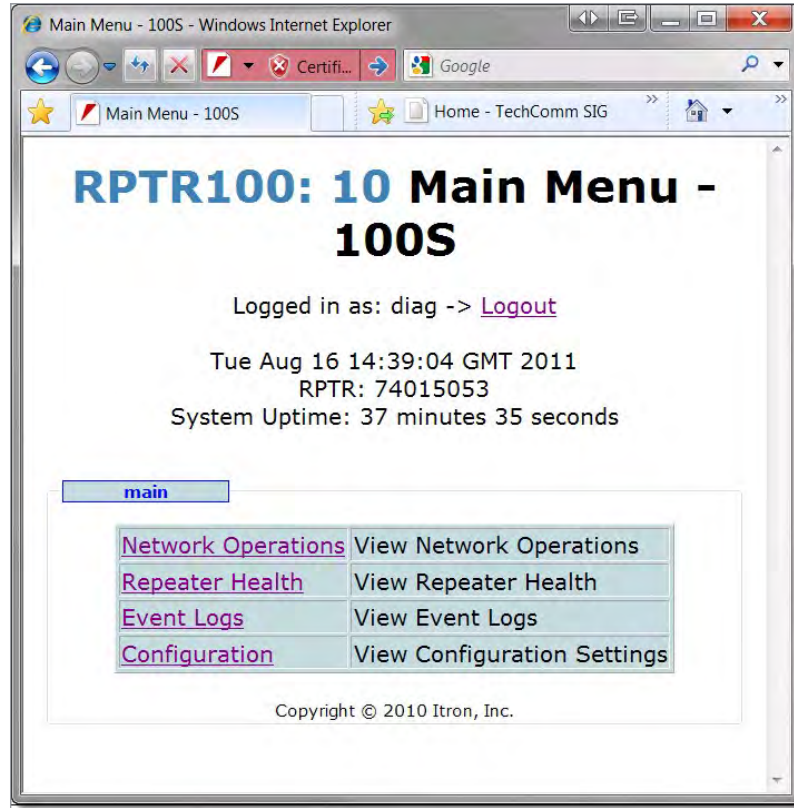 Main Menu - 100S - Windows Internet Explorer
Certifi...
Google
Main Menu - 100S
Home - TechComm SIG
RPTR100: 10 Main Menu -
100S
Logged in as: diag -> Logout
Tue Aug 16 14:39:04 GMT 2011
RPTR: 74015053
System Uptime: 37 minutes 35 seconds
main
Network Operations View Network Operations
Repeater Health View Repeater Health
Event Logs View Event Logs
Configuration View Configuration Settings
Copyright © 2010 Itron, Inc.